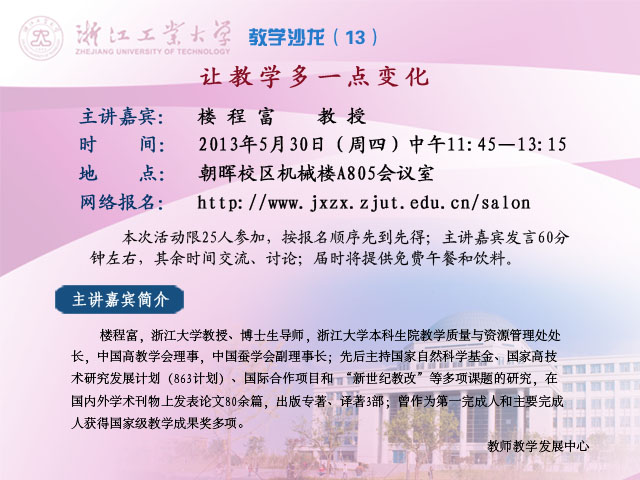 浙江工业大学 教学沙龙（13）
ZHEJIANG UNIVERSITY OF TECHNOLOGY
让教学多一点变化
主讲嘉宾： 楼 程 富 教 授
时 间： 2013年5月30日（周四）中午11:45—13:15
地 点： 朝晖校区机械楼A805会议室
网络报名： http://www.jxzx.zjut.edu.cn/salon
本次活动限25人参加，按报名顺序先到先得；主讲嘉宾发言60分
钟左右，其余时间交流、讨论；届时将提供免费午餐和饮料。
主讲嘉宾简介
楼程富，浙江大学教授、博士生导师，浙江大学本科生院教学质量与资源管理处处
长，中国高教学会理事，中国蚕学会副理事长；先后主持国家自然科学基金、国家高技
术研究发展计划（863计划）、国际合作项目和 “新世纪教改” 等多项课题的研究，在
国内外学术刊物上发表论文80余篇，出版专著、译著3部；曾作为第一完成人和主要完成
人获得国家级教学成果奖多项。
教师教学发展中心